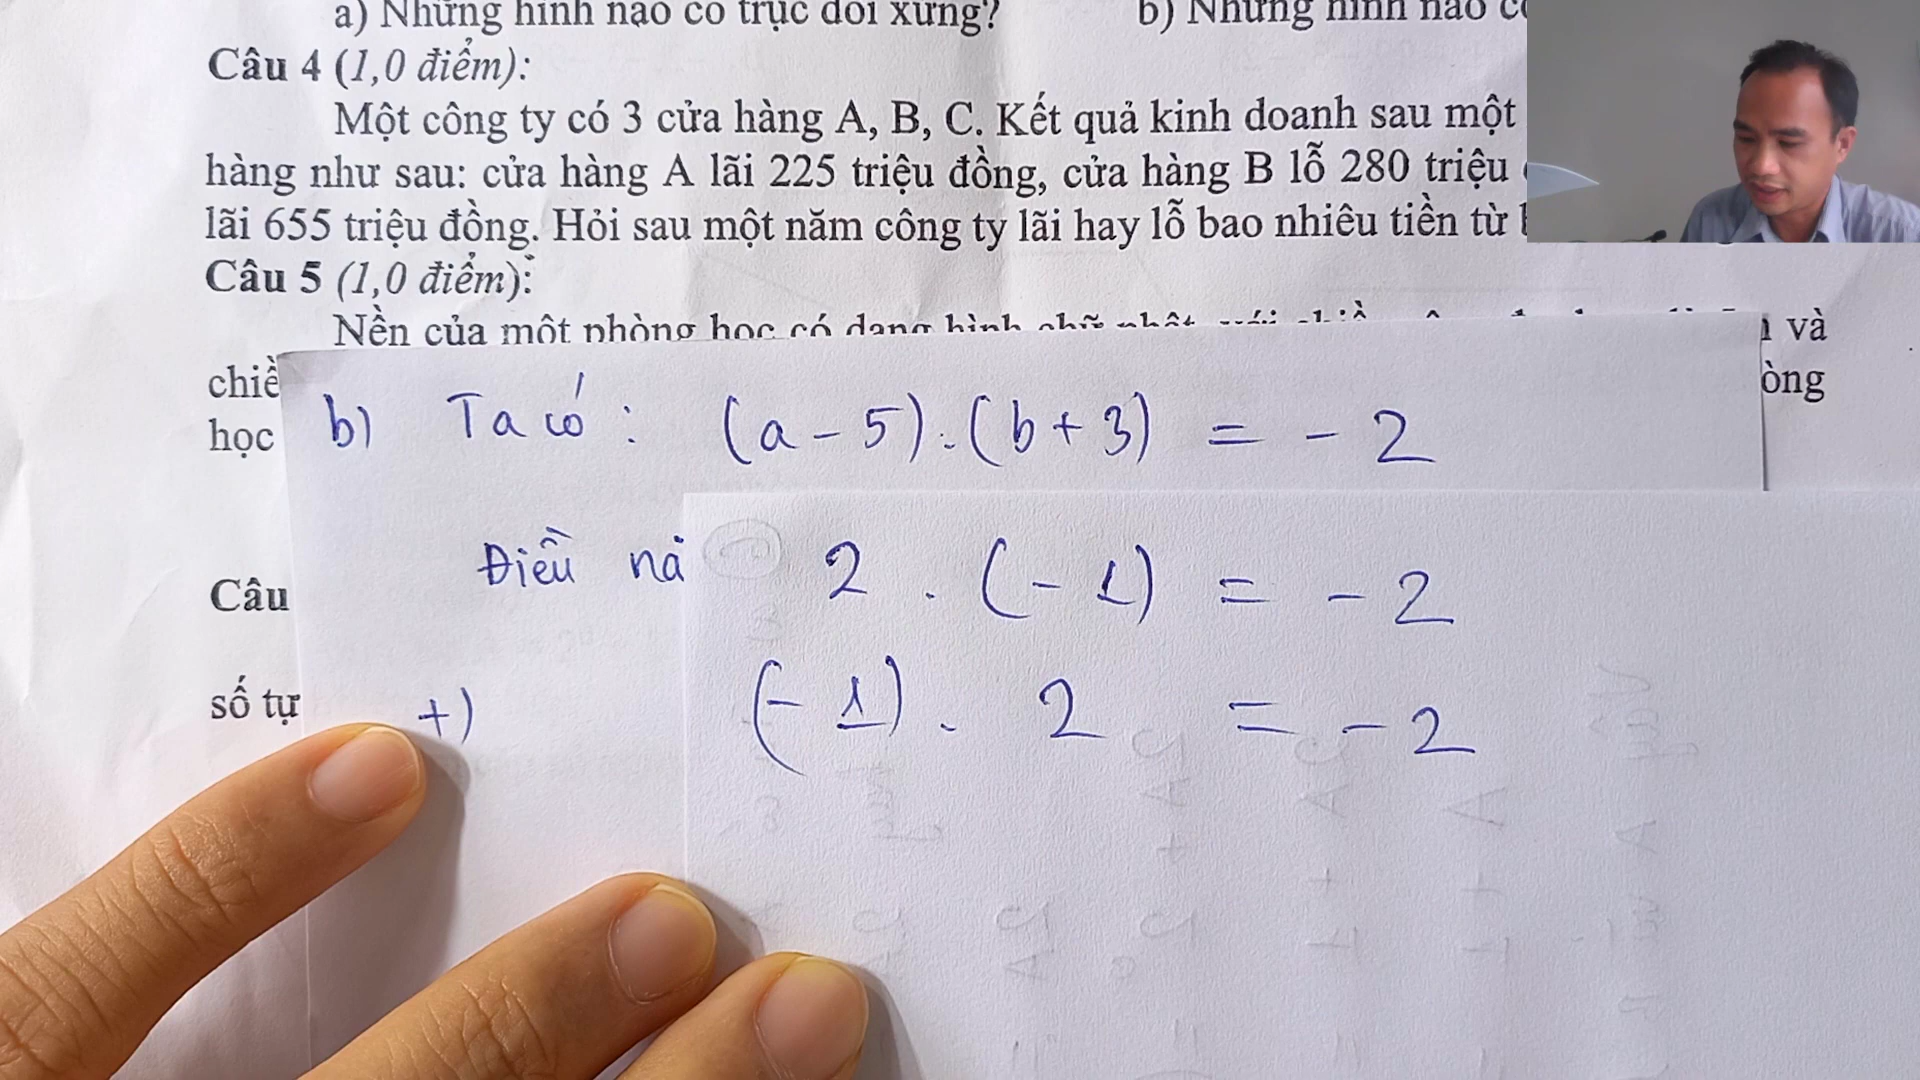 a) Những hình nào có trục đối xứng? b) Những hình nào
Câu 4 (1,0 điểm):
Một công ty có 3 cửa hàng A, B, C. Kết quả kinh doanh sau một
hàng như sau: cửa hàng A lãi 225 triệu đồng, cửa hàng B lỗ 280 triệu
lãi 655 triệu đồng. Hỏi sau một năm công ty lãi hay lỗ bao nhiêu tiền từ
Câu 5 (1,0 điểm):
Nền của một phòng học có dạng hình chữ nhật với và
chiề òng
học
b) Ta có: (a - 5).(b + 3) = - 2
Điều nà 2 . (- 1) = - 2
Câu
số tự
+) (- 1) . 2 = - 2